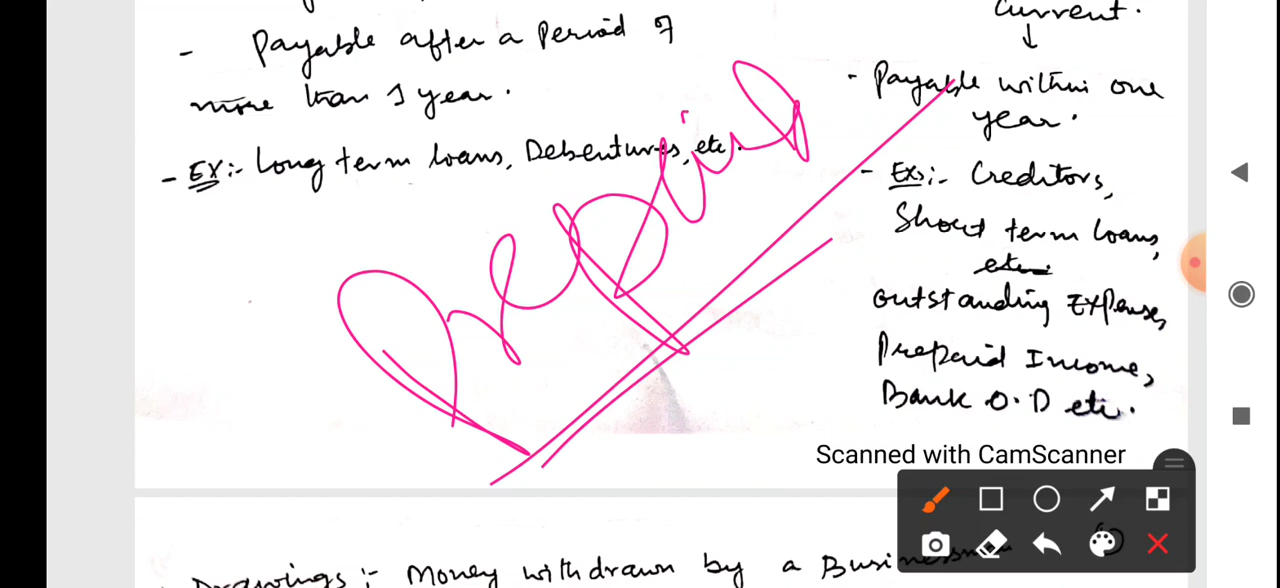 - Payable after a Period of
more than 1 year.
- Ex:- Long term loans, Debentures, etc.
current.
↓
- Payable within one
year.
- Exs:- Creditors,
Short term loans,
etc
outstanding Expenses,
Prepaid Income,
Bank O.D etc.
Prepaid
Scanned with CamScanner
Drawings :- Money withdrawn by a Business